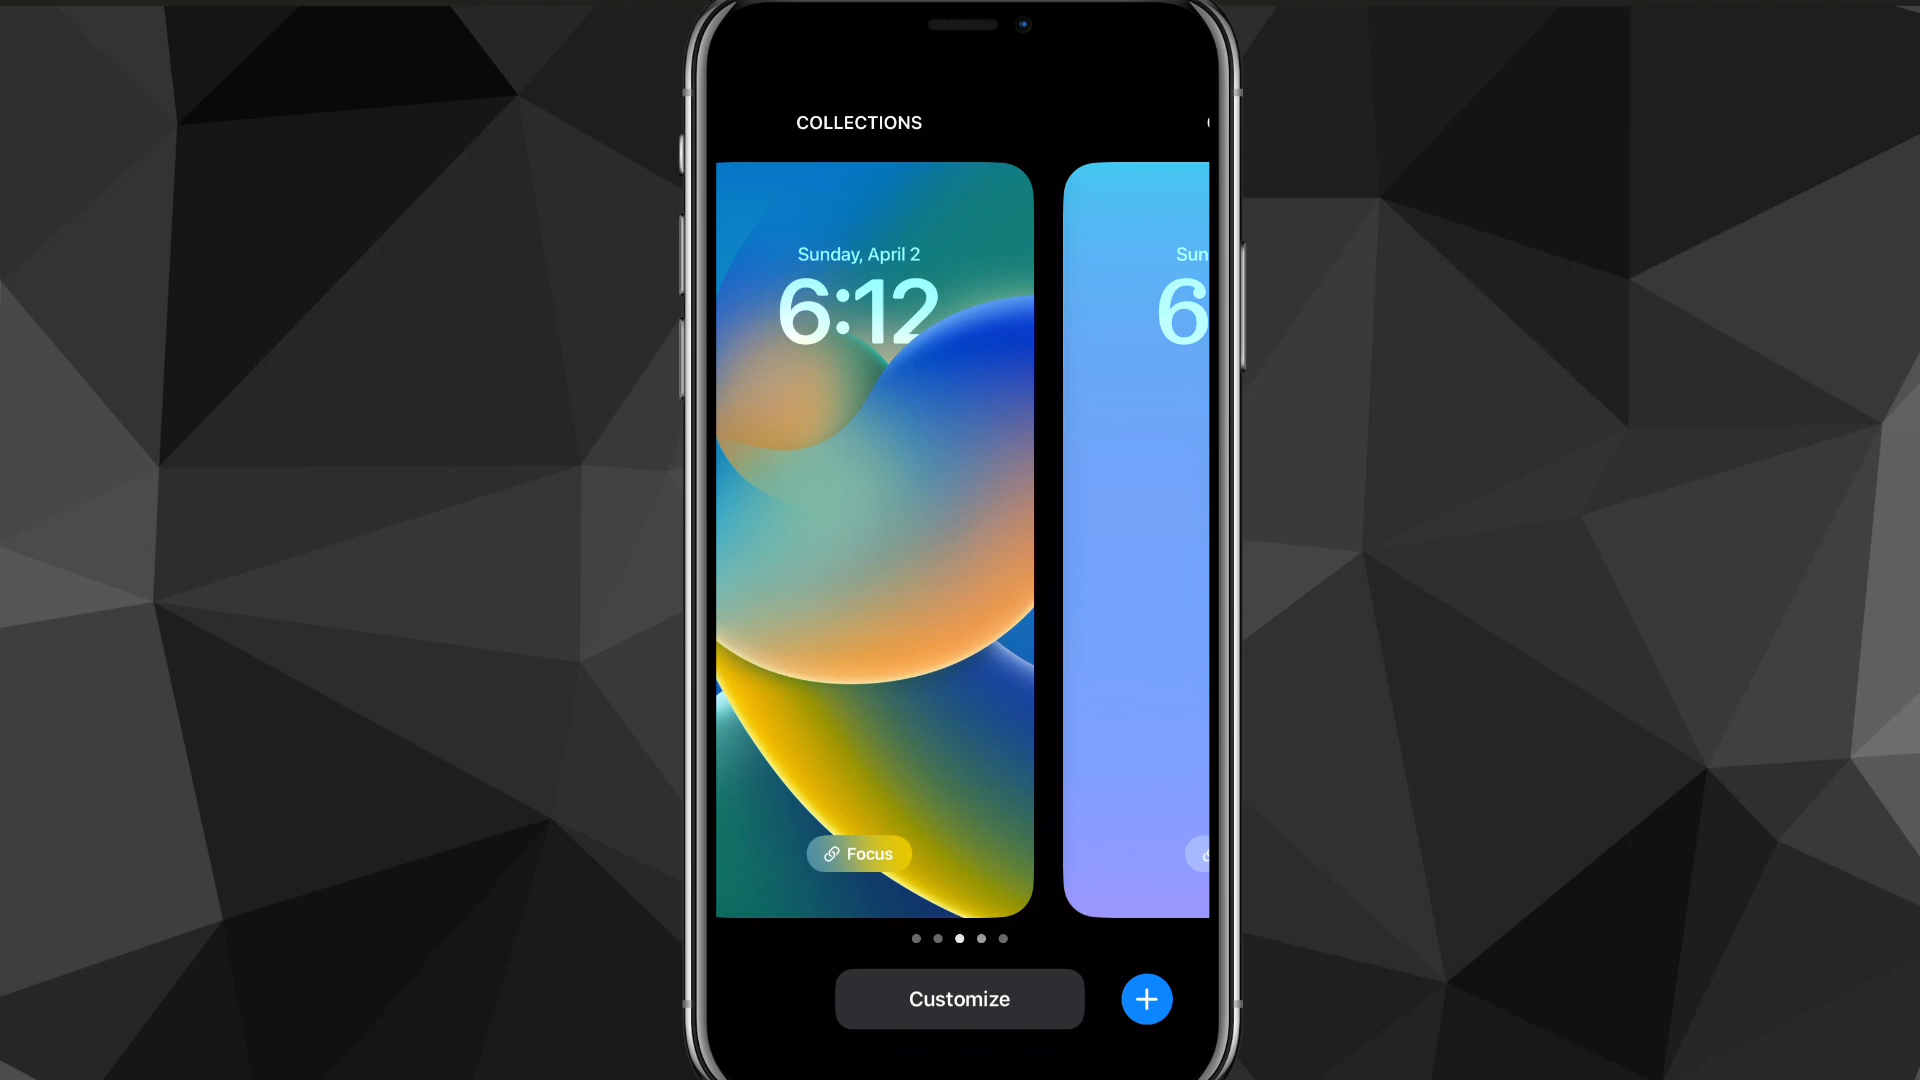 COLLECTIONS
Sunday, April 2
6:12
Sun
6
Focus
Customize